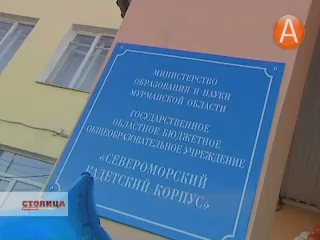 А
МИНИСТЕРСТВО
ОБРАЗОВАНИЯ И НАУКИ
МУРМАНСКОЙ ОБЛАСТИ
ГОСУДАРСТВЕННОЕ
ОБЛАСТНОЕ БЮДЖЕТНОЕ
ОБЩЕОБРАЗОВАТЕЛЬНОЕ УЧРЕЖДЕНИЕ
«СЕВЕРОМОРСКИЙ
КАДЕТСКИЙ КОРПУС»
СТОЛИЦА